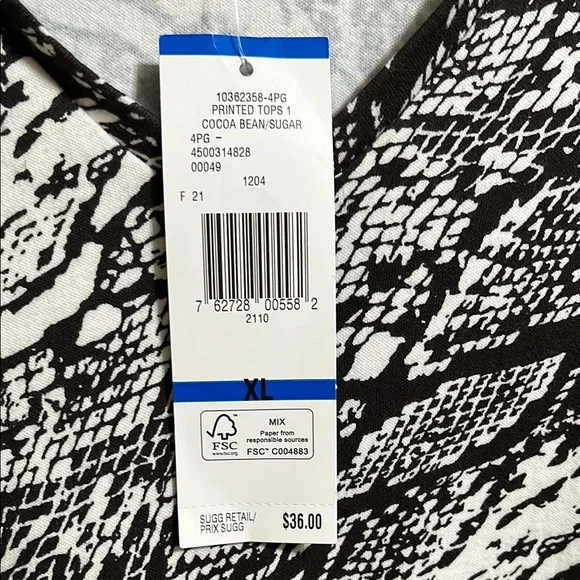 10362358-4PG
PRINTED TOPS 1
COCOA BEAN/SUGAR
4PG -
4500314828
00049
1204
F 21
7 62728 00558 2
2110
XL
FSC
www.fsc.org
MIX
Paper from
responsible sources
FSC™ C004883
SUGG RETAIL/
PRIX SUGG
$36.00